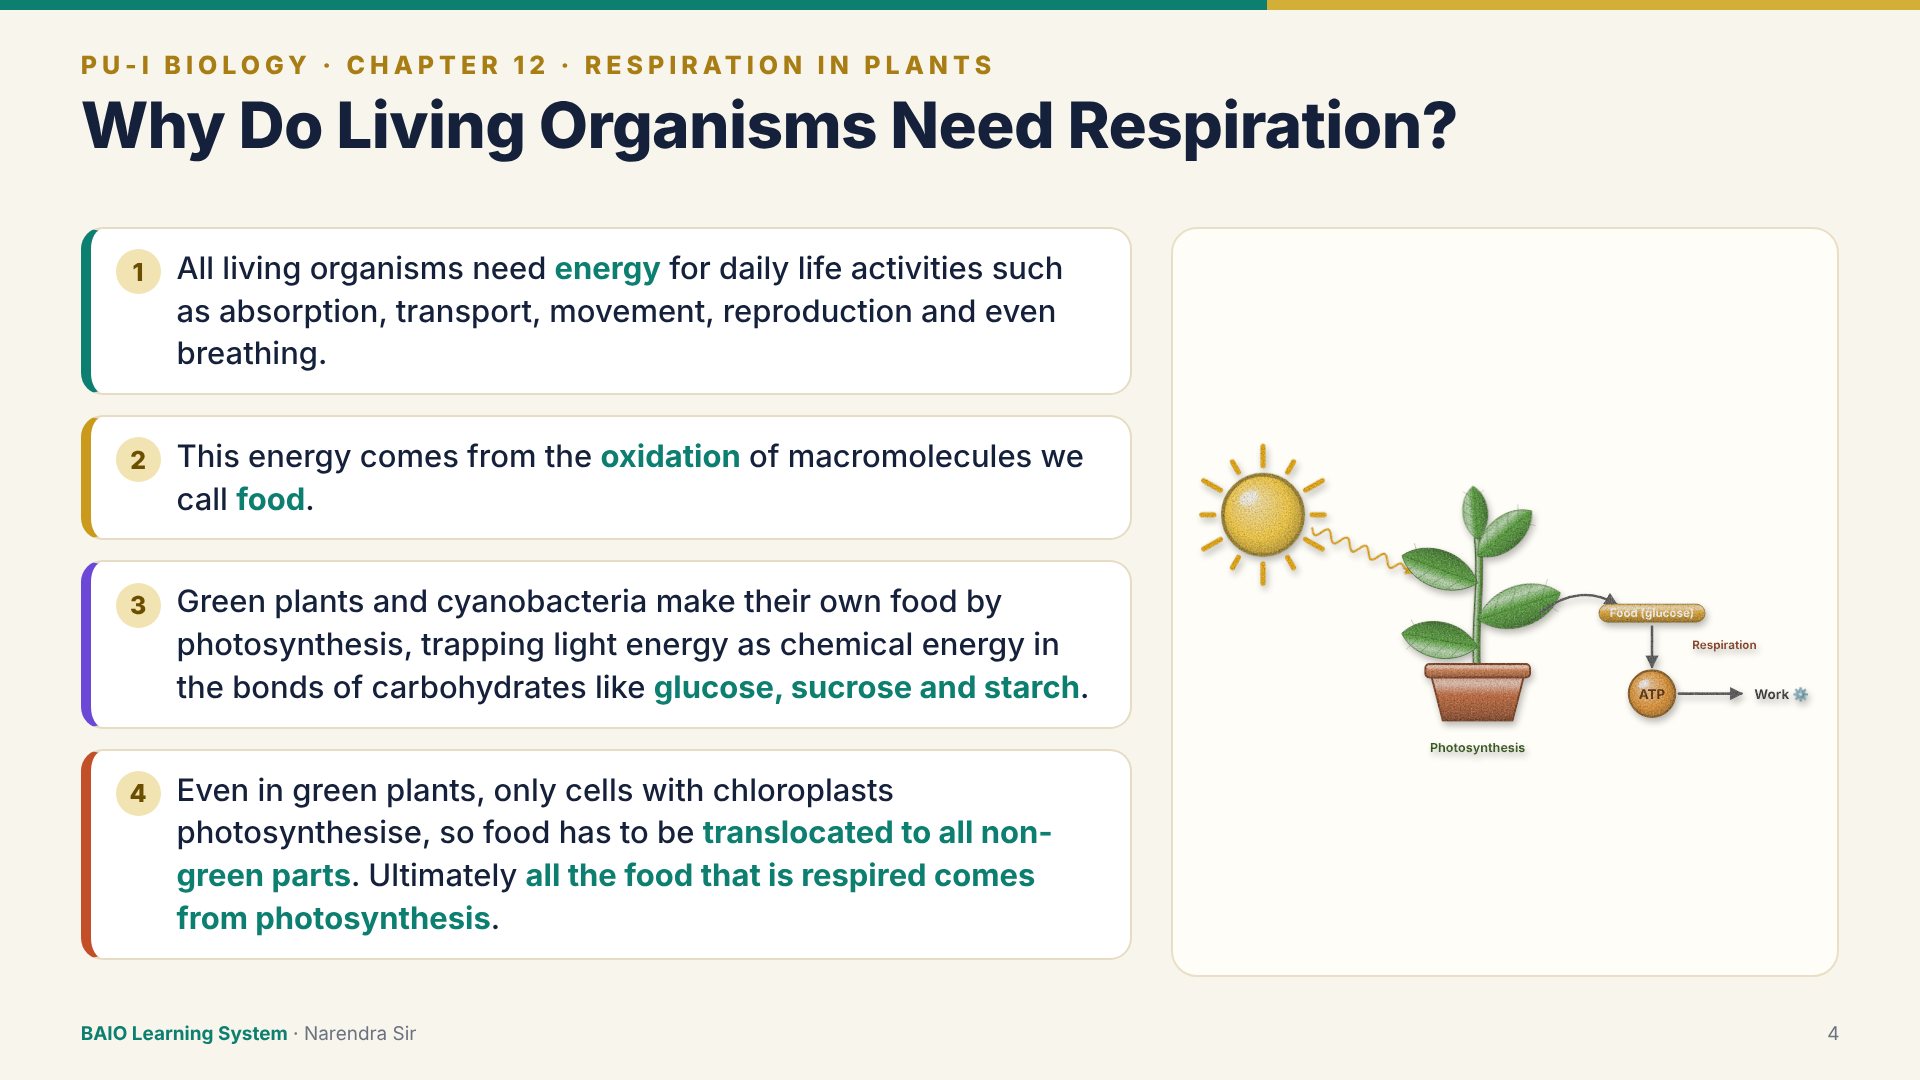 PU-I BIOLOGY · CHAPTER 12 · RESPIRATION IN PLANTS
Why Do Living Organisms Need Respiration?
1
All living organisms need energy for daily life activities such
as absorption, transport, movement, reproduction and even
breathing.
2
This energy comes from the oxidation of macromolecules we
call food.
3
Green plants and cyanobacteria make their own food by
photosynthesis, trapping light energy as chemical energy in
the bonds of carbohydrates like glucose, sucrose and starch.
4
Even in green plants, only cells with chloroplasts
photosynthesise, so food has to be translocated to all non-
green parts. Ultimately all the food that is respired comes
from photosynthesis.
Food (glucose)
Respiration
ATP
Work
Photosynthesis
BAIO Learning System · Narendra Sir
4